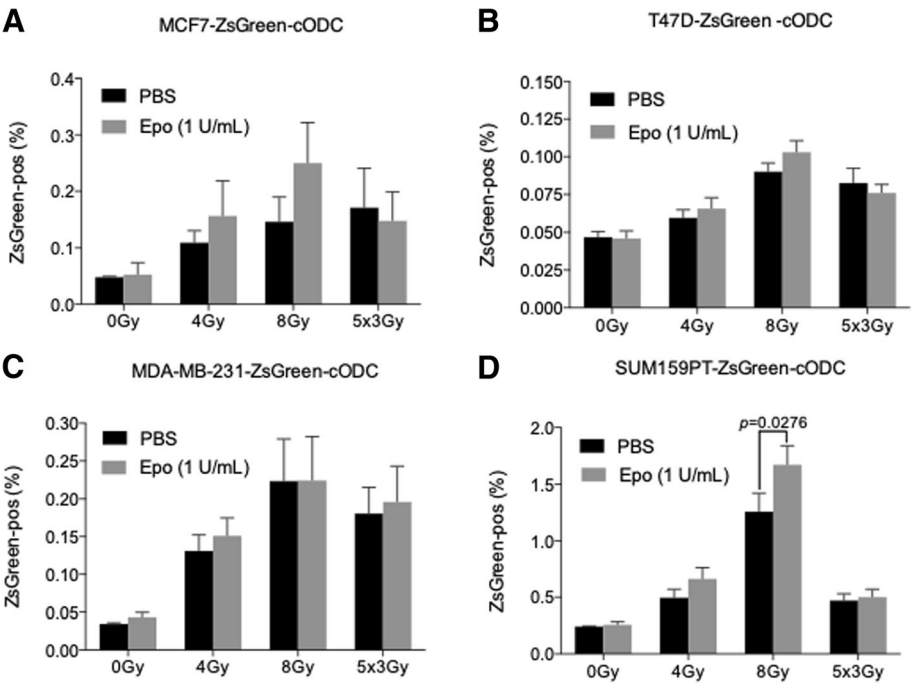 A
MCF7-ZsGreen-cODC
ZsGreen-pos (%)
0.4
0.3
0.2
0.1
0.0
PBS
Epo (1 U/mL)
0Gy 4Gy 8Gy 5x3Gy
B
T47D-ZsGreen -cODC
ZsGreen-pos (%)
0.150
0.125
0.100
0.075
0.050
0.025
0.000
PBS
Epo (1 U/mL)
0Gy 4Gy 8Gy 5x3Gy
C
MDA-MB-231-ZsGreen-cODC
ZsGreen-pos (%)
0.30
0.25
0.20
0.15
0.10
0.05
0.00
PBS
Epo (1 U/mL)
0Gy 4Gy 8Gy 5x3Gy
D
SUM159PT-ZsGreen-cODC
ZsGreen-pos (%)
2.0
1.5
1.0
0.5
0.0
PBS
Epo (1 U/mL)
p=0.0276
0Gy 4Gy 8Gy 5x3Gy